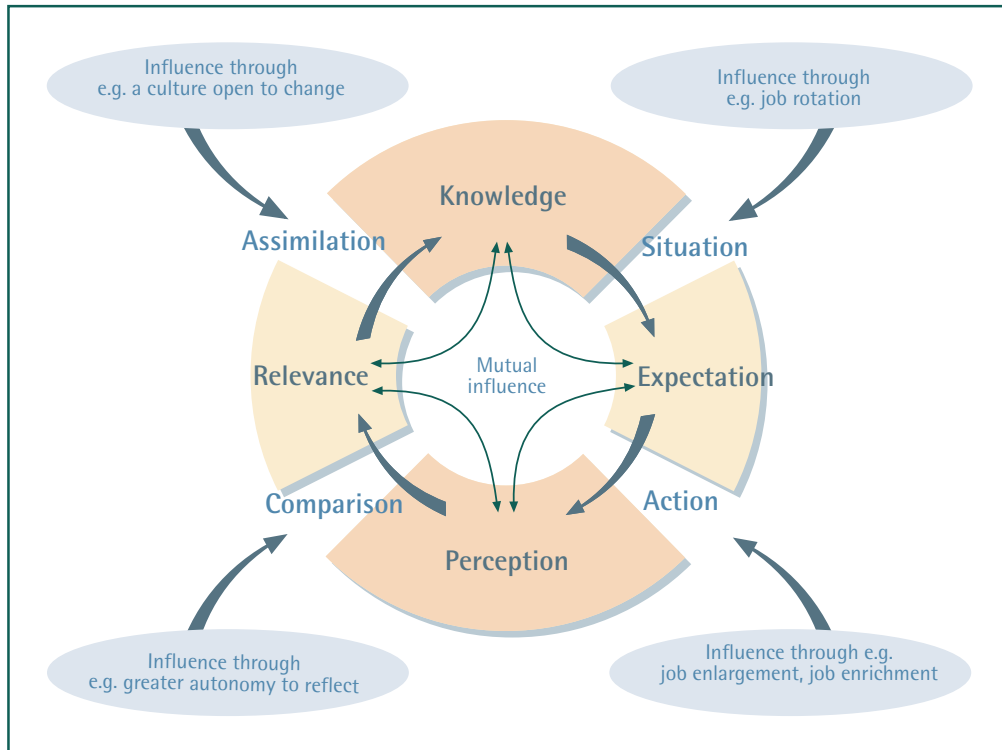 Influence through
e.g. a culture open to change
Influence through
e.g. job rotation
Knowledge
Assimilation
Situation
Relevance
Mutual
influence
Expectation
Comparison
Action
Perception
Influence through
e.g. greater autonomy to reflect
Influence through e.g.
job enlargement, job enrichment